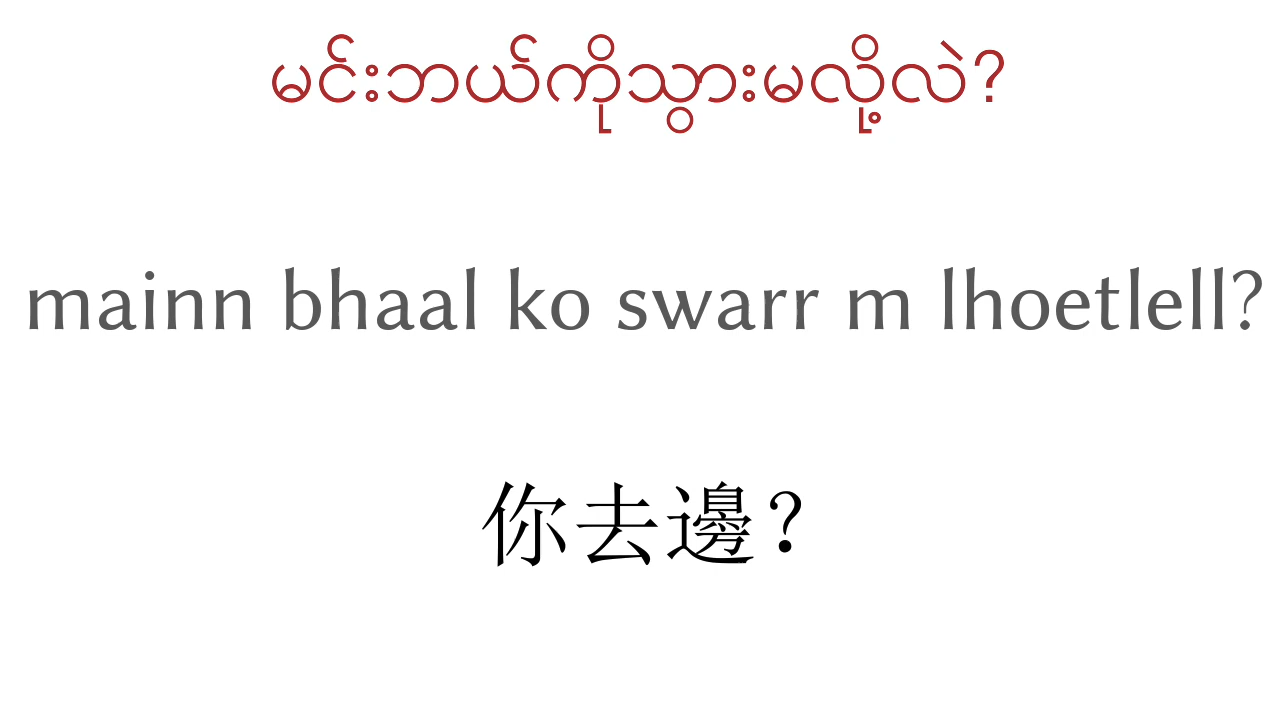 မင်းဘယ်ကိုသွားမလို့လဲ?
mainn bhaal ko swarr m lhoetlell?
你去邊？